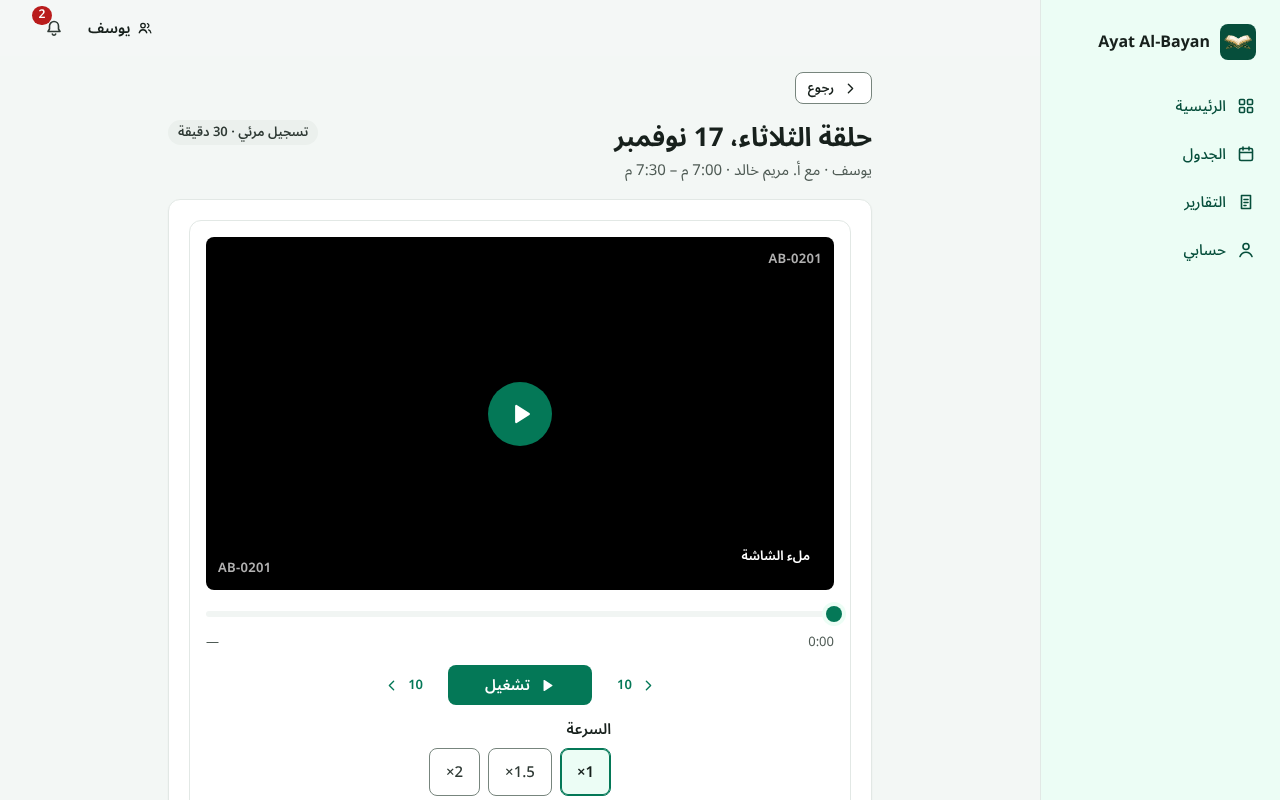 Ayat Al-Bayan
الرئيسية
الجدول
التقارير
حسابي
يوسف
2
رجوع
حلقة الثلاثاء، 17 نوفمبر
تسجيل مرئي · 30 دقيقة
يوسف · مع أ. مريم خالد · 7:00 م – 7:30 م
AB-0201
ملء الشاشة
AB-0201
0:00
—
10
تشغيل
10
السرعة
×1
×1.5
×2